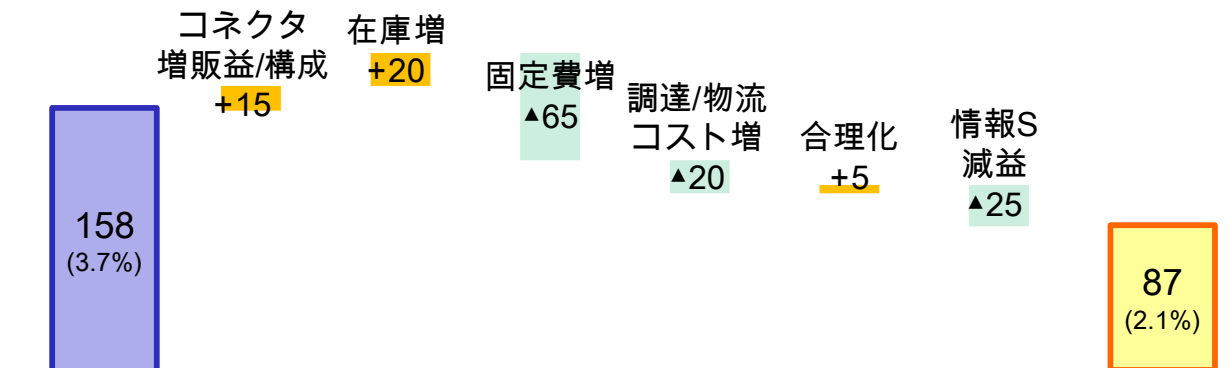 コネクタ
増販益/構成
+15
在庫増
+20
固定費増
▲65
調達/物流
コスト増
▲20
合理化
+5
情報S
減益
▲25
158
(3.7%)
87
(2.1%)